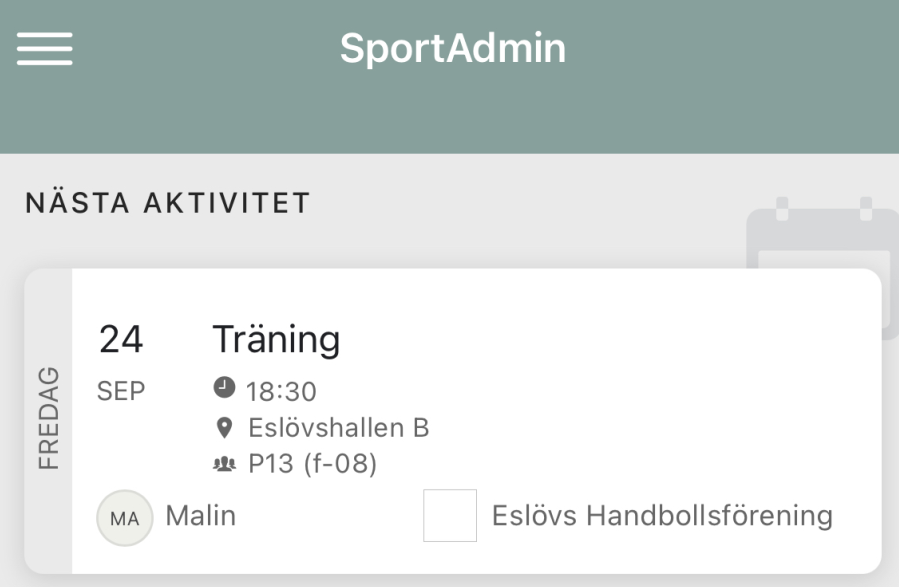 SportAdmin
NÄSTA AKTIVITET
FREDAG
24
SEP
Träning
18:30
Eslövshallen B
P13 (f-08)
MA
Malin
Eslövs Handbollsförening